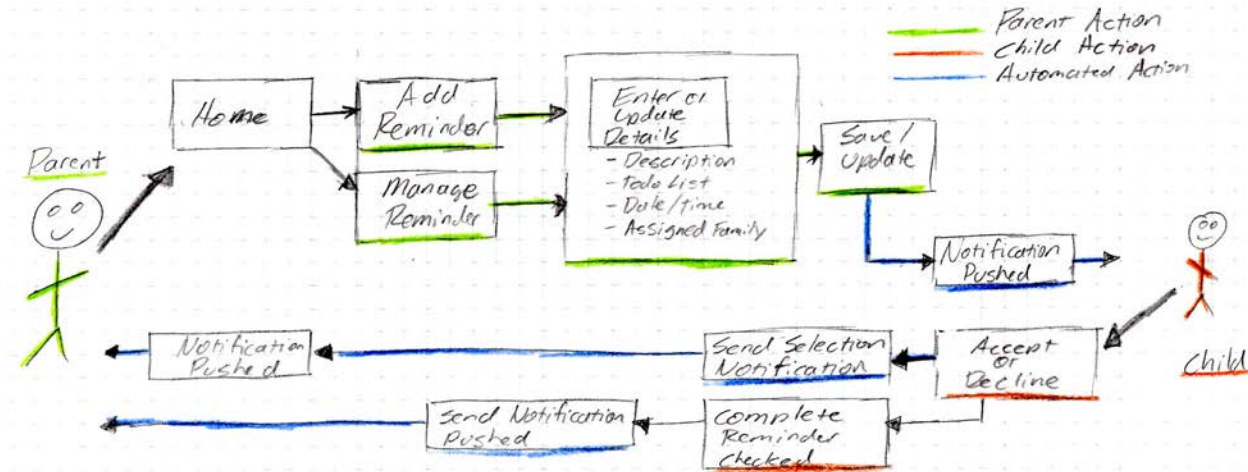 Parent Action
Child Action
Automated Action
Home
Add
Reminder
Enter or
Update
Details
- Description
- Todo List
- Date/time
- Assigned Family
Save/
Update
Parent
Manage
Reminder
Notification
Pushed
Notification
Pushed
Send Selection
Notification
Accept
or
Decline
Child
Send Notification
Pushed
Complete
Reminder
Checked